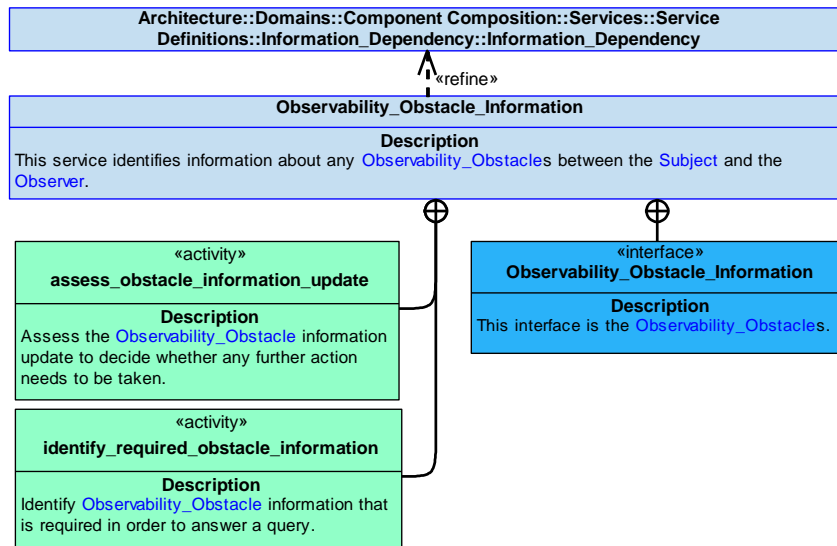 Architecture::Domains::Component Composition::Services::Service
Definitions::Information_Dependency::Information_Dependency
«refine»
Observability_Obstacle_Information
Description
This service identifies information about any Observability_Obstacles between the Subject and the
Observer.
«activity»
assess_obstacle_information_update
Description
Assess the Observability_Obstacle information
update to decide whether any further action
needs to be taken.
«interface»
Observability_Obstacle_Information
Description
This interface is the Observability_Obstacles.
«activity»
identify_required_obstacle_information
Description
Identify Observability_Obstacle information that
is required in order to answer a query.